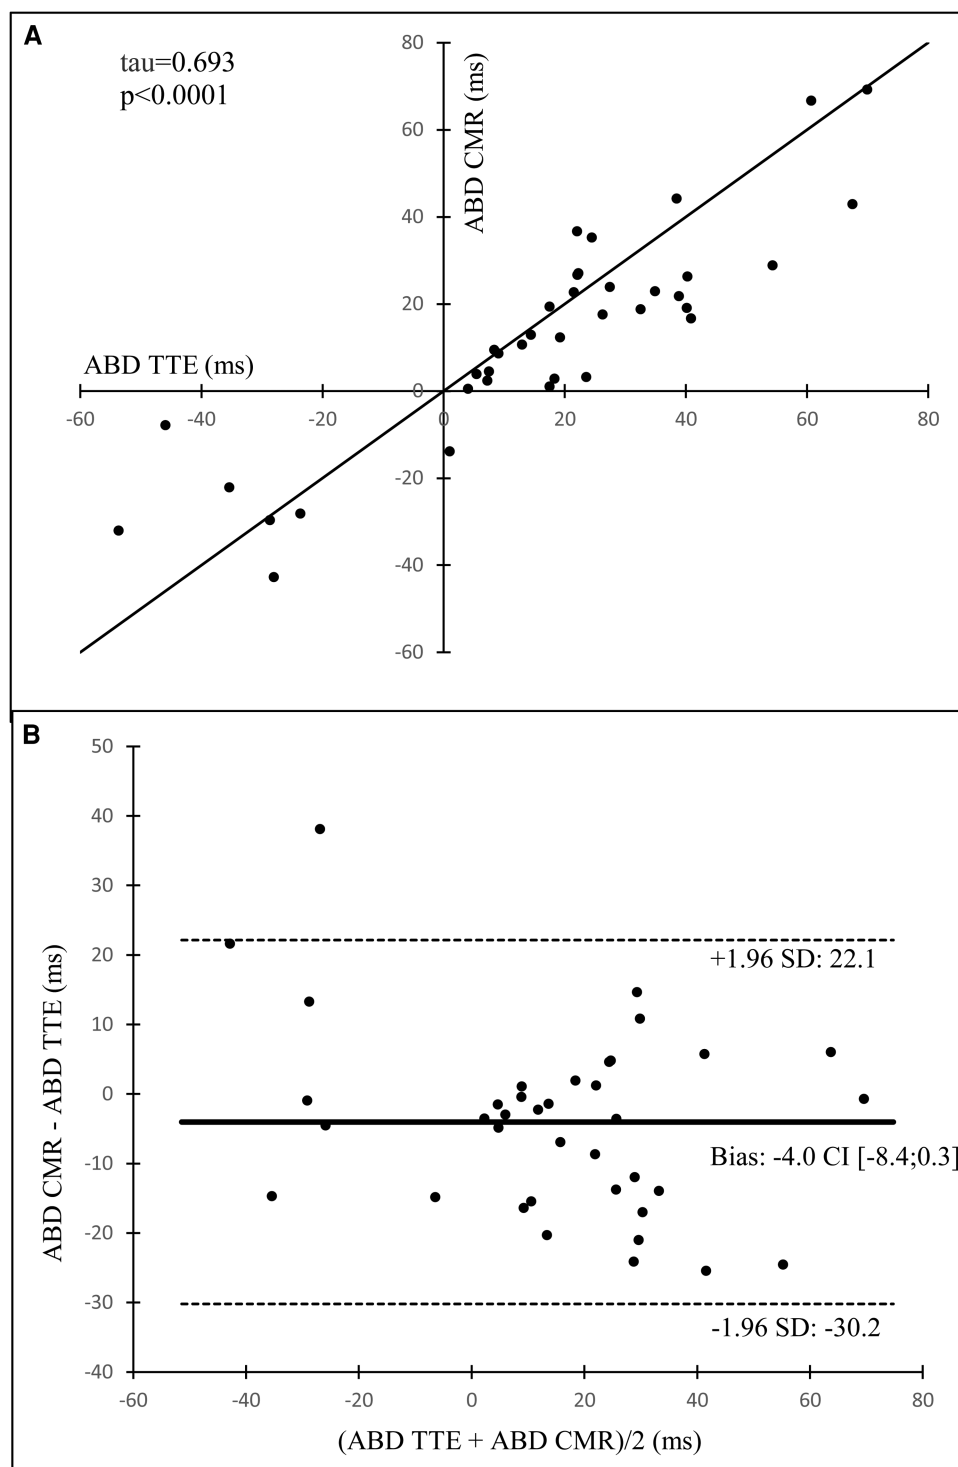 A
tau=0.693
p<0.0001
80
60
40
20
0
-20
-40
-60
ABD CMR (ms)
ABD TTE (ms)
-60 -40 -20 0 20 40 60 80
B
50
40
30
20
10
0
-10
-20
-30
-40
ABD CMR - ABD TTE (ms)
+1.96 SD: 22.1
Bias: -4.0 CI [-8.4;0.3]
-1.96 SD: -30.2
-60 -40 -20 0 20 40 60 80
(ABD TTE + ABD CMR)/2 (ms)